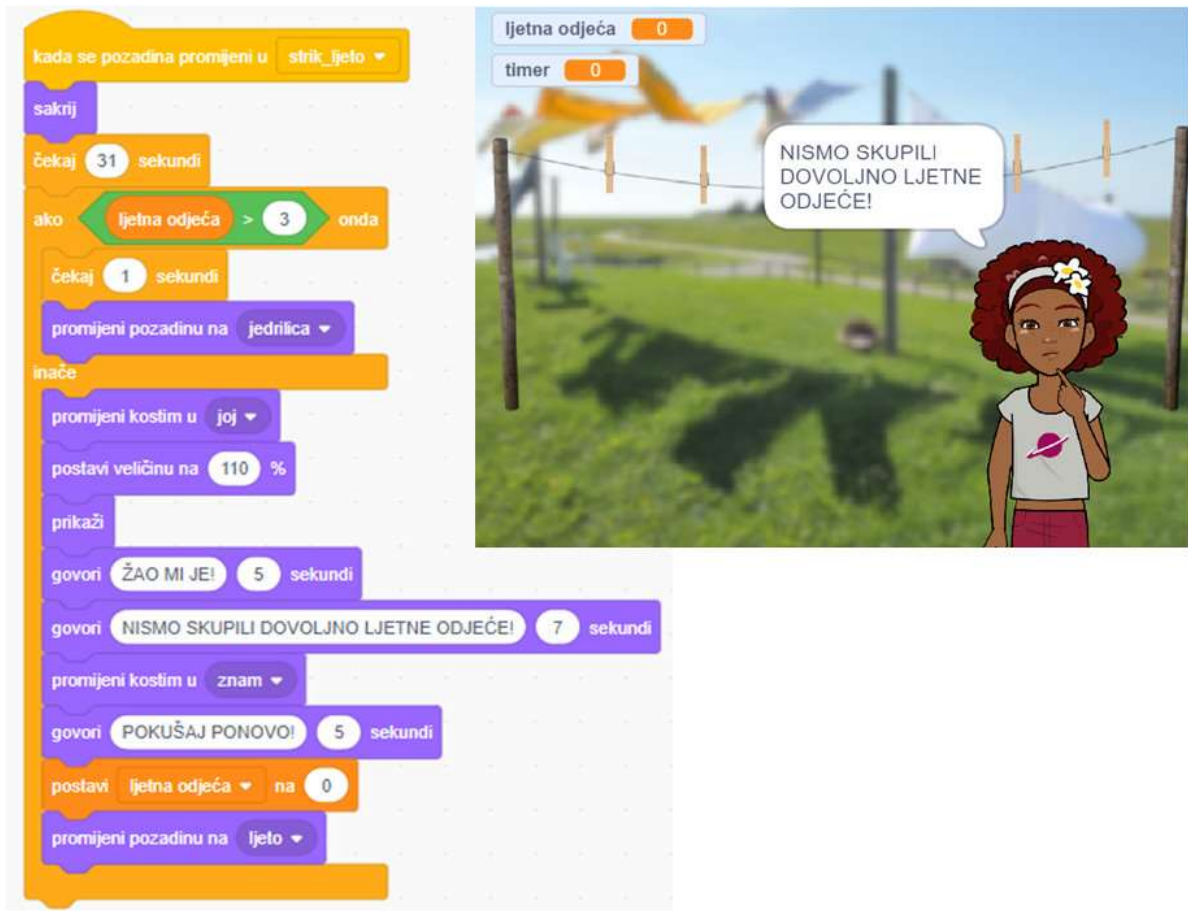 kada se pozadina promijeni u strik_ljeto
sakrij
čekaj 31 sekundi
ako ljetna odjeća > 3 onda
čekaj 1 sekundi
promijeni pozadinu na jedrilica
inače
promijeni kostim u joj
postavi veličinu na 110 %
prikaži
govori ŽAO MI JE! 5 sekundi
govori NISMO SKUPILI DOVOLJNO LJETNE ODJEĆE! 7 sekundi
promijeni kostim u znam
govori POKUŠAJ PONOVO! 5 sekundi
postavi ljetna odjeća na 0
promijeni pozadinu na ljeto
ljetna odjeća 0
timer 0
NISMO SKUPILI
DOVOLJNO LJETNE
ODJEĆE!